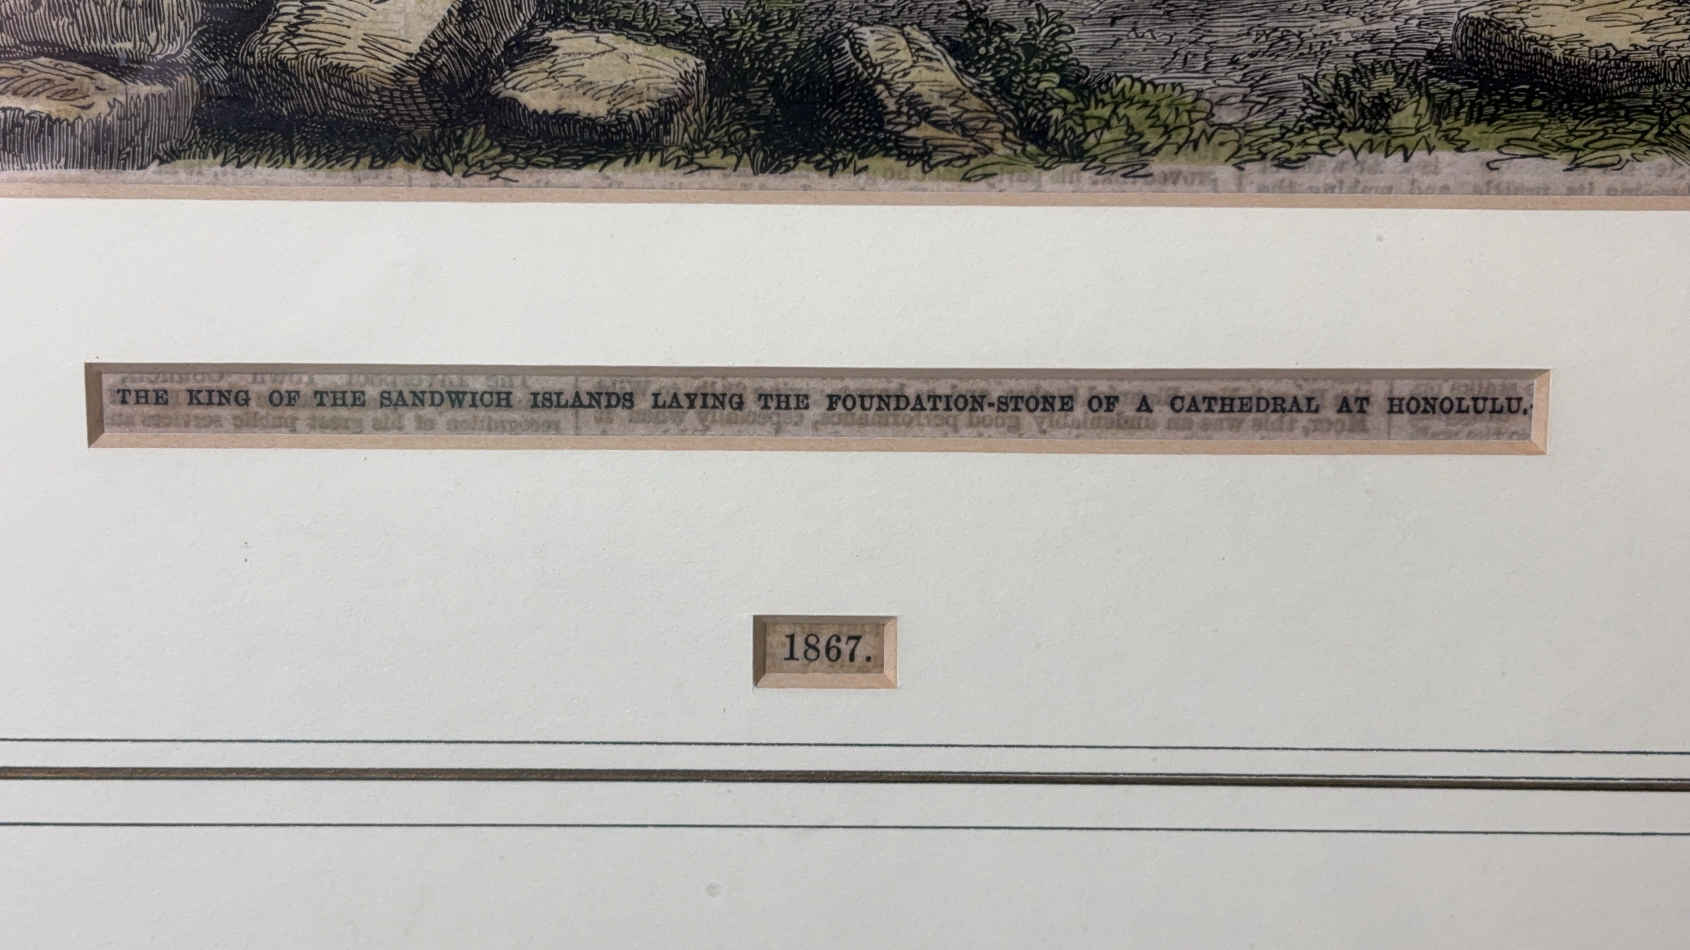 THE KING OF THE SANDWICH ISLANDS LAYING THE FOUNDATION-STONE OF A CATHEDRAL AT HONOLULU.
1867.